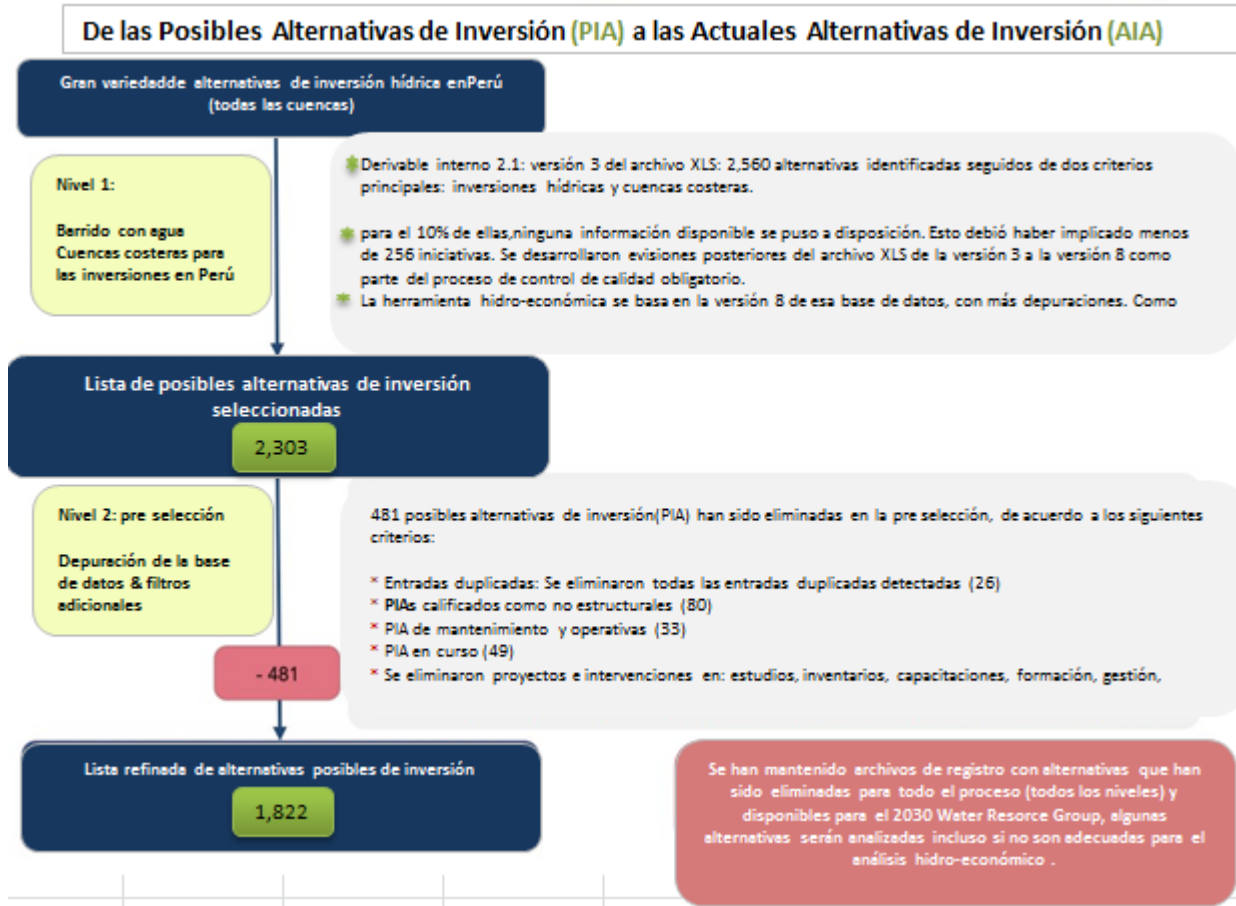 De las Posibles Alternativas de Inversión (PIA) a las Actuales Alternativas de Inversión (AIA)
Gran variedadde alternativas de inversión hídrica enPerú
(todas las cuencas)
Nivel 1:
Barrido con agua
Cuencas costeras para
las inversiones en Perú
* Derivable interno 2.1: versión 3 del archivo XLS: 2,560 alternativas identificadas seguidos de dos criterios
principales: inversiones hídricas y cuencas costeras.
* para el 10% de ellas,ninguna información disponible se puso a disposición. Esto debió haber implicado menos
de 256 iniciativas. Se desarrollaron evisiones posteriores del archivo XLS de la versión 3 a la versión 8 como
parte del proceso de control de calidad obligatorio.
* La herramienta hidro-económica se basa en la versión 8 de esa base de datos, con más depuraciones. Como
Lista de posibles alternativas de inversión
seleccionadas
2,303
Nivel 2: pre selección
Depuración de la base
de datos & filtros
adicionales
481 posibles alternativas de inversión(PIA) han sido eliminadas en la pre selección, de acuerdo a los siguientes
criterios:
* Entradas duplicadas: Se eliminaron todas las entradas duplicadas detectadas (26)
* PIAs calificados como no estructurales (80)
* PIA de mantenimiento y operativas (33)
* PIA en curso (49)
* Se eliminaron proyectos e intervenciones en: estudios, inventarios, capacitaciones, formación, gestión,
- 481
Lista refinada de alternativas posibles de inversión
1,822
Se han mantenido archivos de registro con alternativas que han
sido eliminadas para todo el proceso (todos los niveles) y
disponibles para el 2030 Water Resorce Group, algunas
alternativas serán analizadas incluso si no son adecuadas para el
análisis hidro-económico .